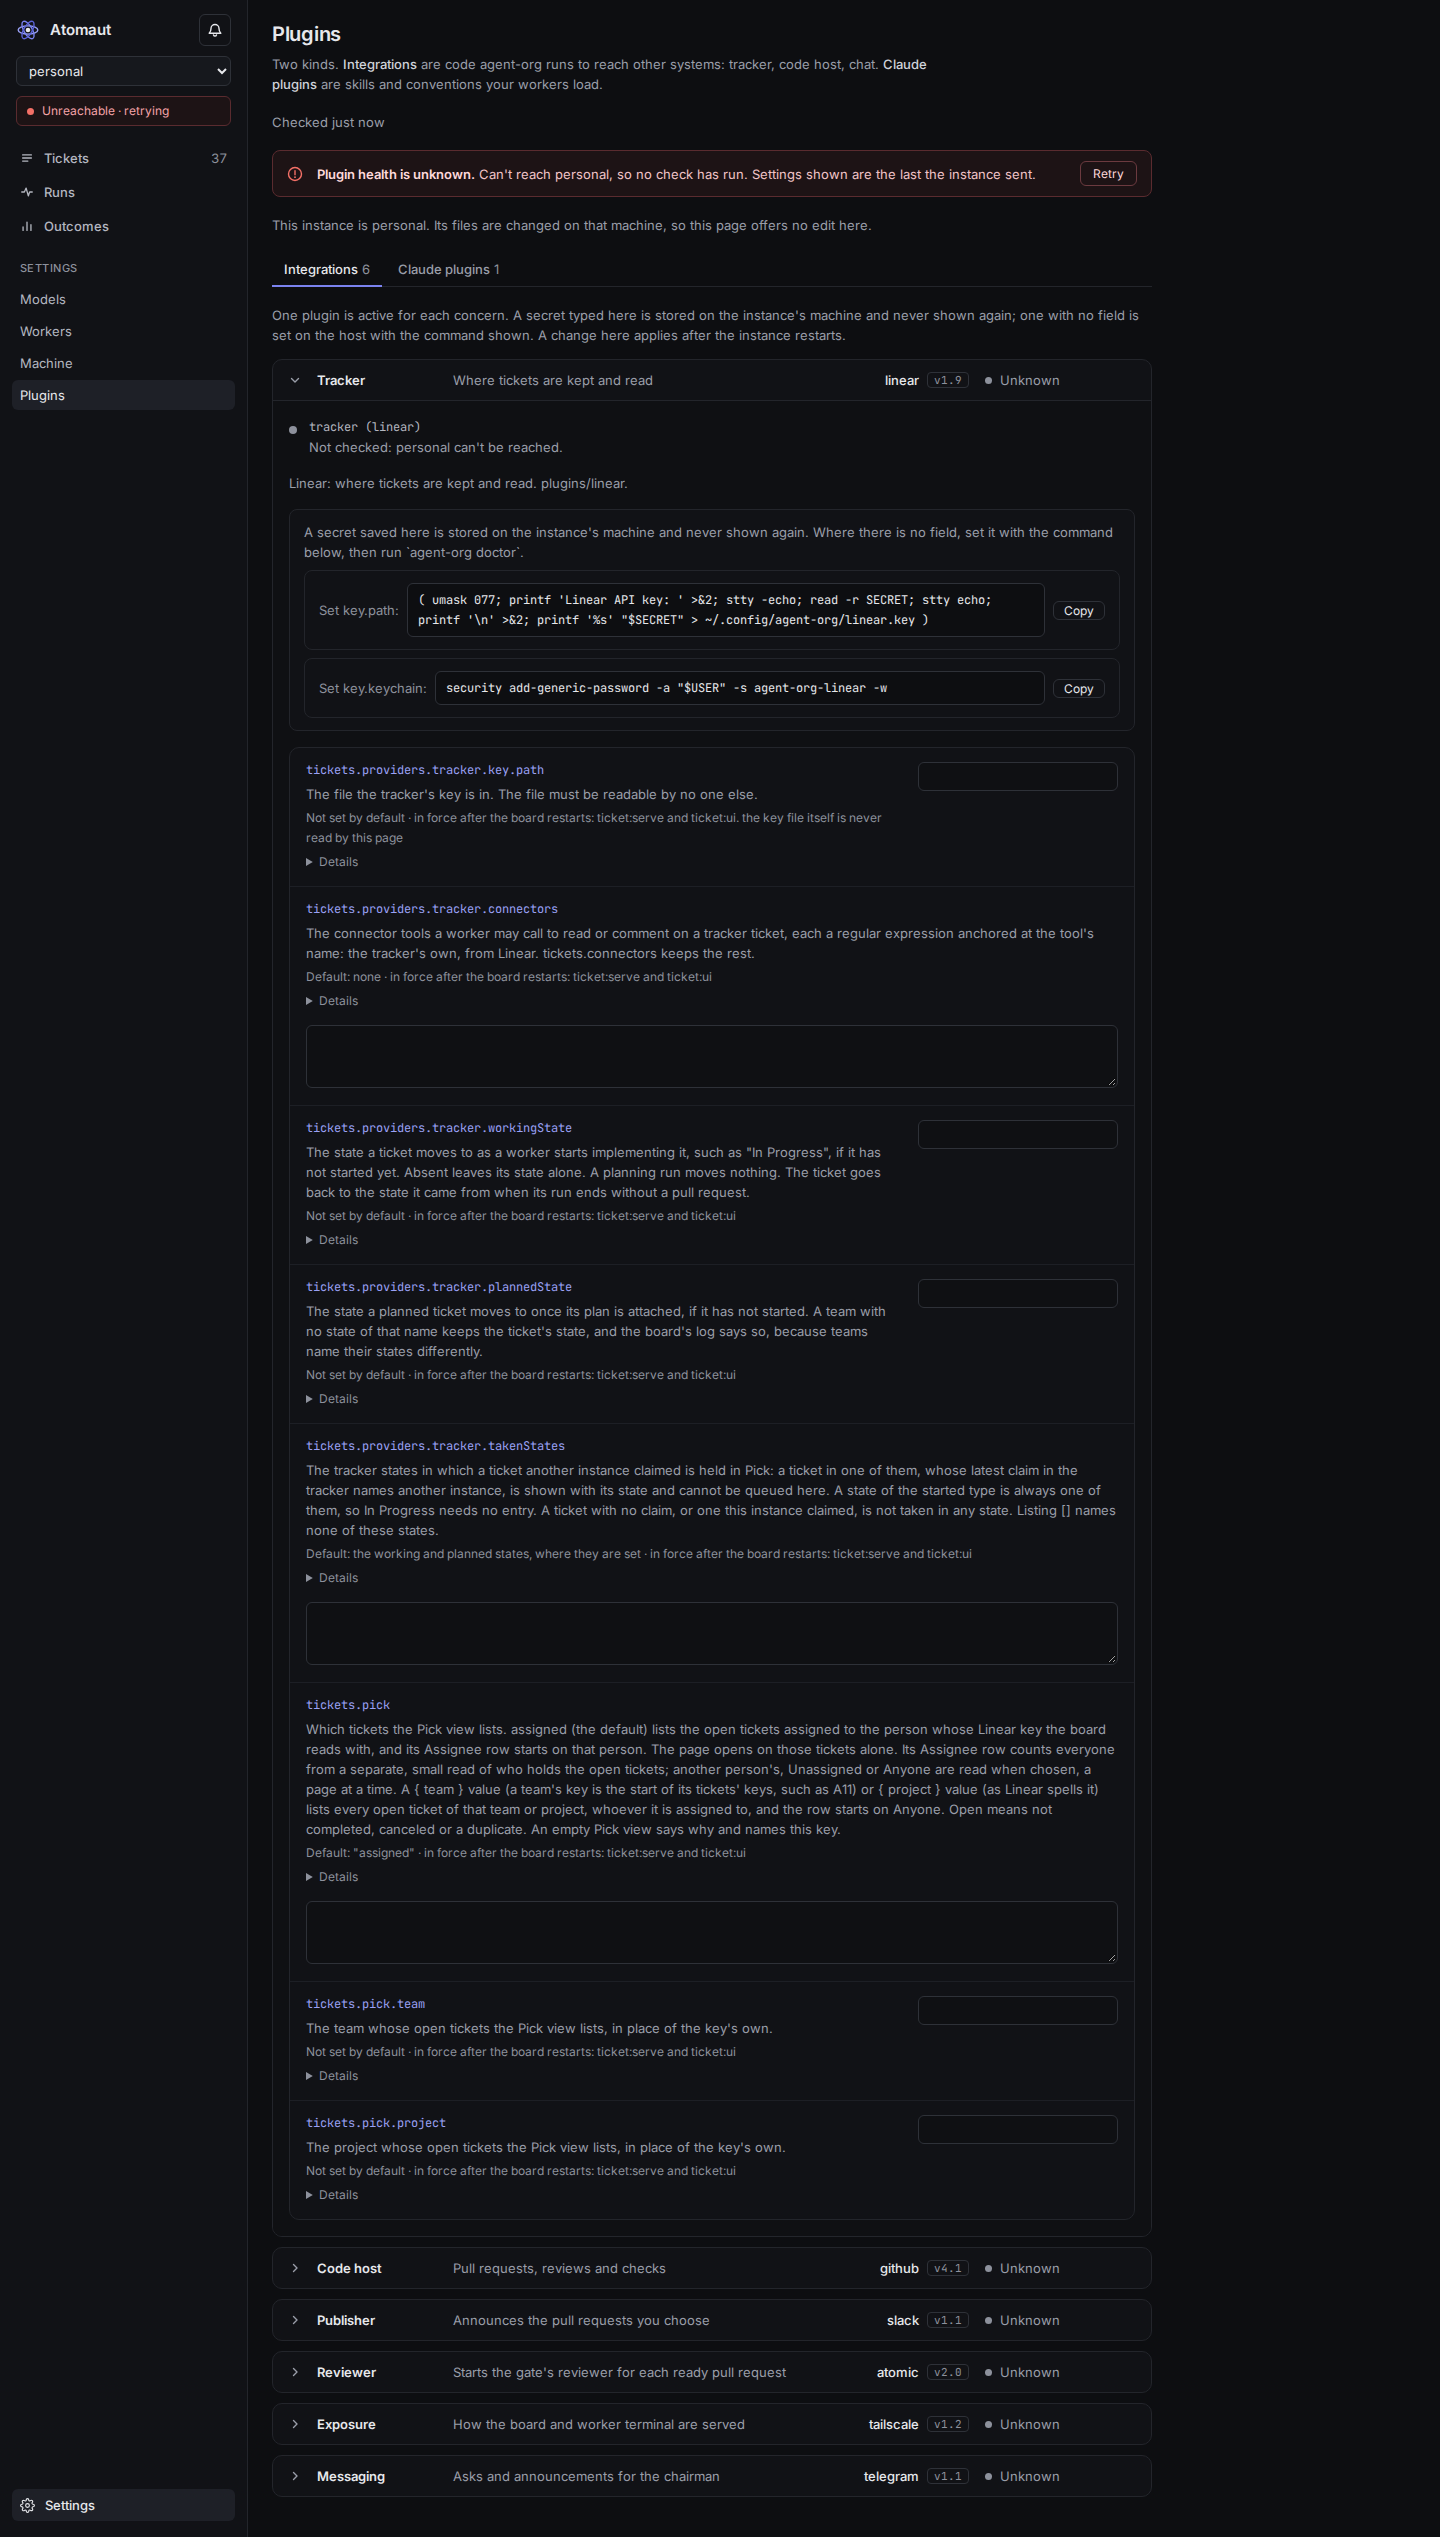 Atomaut
personal
Unreachable · retrying
Tickets 37
Runs
Outcomes
SETTINGS
Models
Workers
Machine
Plugins
Settings
Plugins
Two kinds. Integrations are code agent-org runs to reach other systems: tracker, code host, chat. Claude
plugins are skills and conventions your workers load.
Checked just now
Plugin health is unknown. Can't reach personal, so no check has run. Settings shown are the last the instance sent.
Retry
This instance is personal. Its files are changed on that machine, so this page offers no edit here.
Integrations 6 Claude plugins 1
One plugin is active for each concern. A secret typed here is stored on the instance's machine and never shown again; one with no field is
set on the host with the command shown. A change here applies after the instance restarts.
Tracker Where tickets are kept and read linear v1.9 Unknown
tracker (linear)
Not checked: personal can't be reached.
Linear: where tickets are kept and read. plugins/linear.
A secret saved here is stored on the instance's machine and never shown again. Where there is no field, set it with the command
below, then run `agent-org doctor`.
Set key.path:
( umask 077; printf 'Linear API key: ' >&2; stty -echo; read -r SECRET; stty echo;
printf '\n' >&2; printf '%s' "$SECRET" > ~/.config/agent-org/linear.key )
Copy
Set key.keychain: security add-generic-password -a "$USER" -s agent-org-linear -w Copy
tickets.providers.tracker.key.path
The file the tracker's key is in. The file must be readable by no one else.
Not set by default · in force after the board restarts: ticket:serve and ticket:ui. the key file itself is never
read by this page
Details
tickets.providers.tracker.connectors
The connector tools a worker may call to read or comment on a tracker ticket, each a regular expression anchored at the tool's
name: the tracker's own, from Linear. tickets.connectors keeps the rest.
Default: none · in force after the board restarts: ticket:serve and ticket:ui
Details
tickets.providers.tracker.workingState
The state a ticket moves to as a worker starts implementing it, such as "In Progress", if it has
not started yet. Absent leaves its state alone. A planning run moves nothing. The ticket goes
back to the state it came from when its run ends without a pull request.
Not set by default · in force after the board restarts: ticket:serve and ticket:ui
Details
tickets.providers.tracker.plannedState
The state a planned ticket moves to once its plan is attached, if it has not started. A team with
no state of that name keeps the ticket's state, and the board's log says so, because teams
name their states differently.
Not set by default · in force after the board restarts: ticket:serve and ticket:ui
Details
tickets.providers.tracker.takenStates
The tracker states in which a ticket another instance claimed is held in Pick: a ticket in one of them, whose latest claim in the
tracker names another instance, is shown with its state and cannot be queued here. A state of the started type is always one of
them, so In Progress needs no entry. A ticket with no claim, or one this instance claimed, is not taken in any state. Listing [] names
none of these states.
Default: the working and planned states, where they are set · in force after the board restarts: ticket:serve and ticket:ui
Details
tickets.pick
Which tickets the Pick view lists. assigned (the default) lists the open tickets assigned to the person whose Linear key the board
reads with, and its Assignee row starts on that person. The page opens on those tickets alone. Its Assignee row counts everyone
from a separate, small read of who holds the open tickets; another person's, Unassigned or Anyone are read when chosen, a
page at a time. A { team } value (a team's key is the start of its tickets' keys, such as A11) or { project } value (as Linear spells it)
lists every open ticket of that team or project, whoever it is assigned to, and the row starts on Anyone. Open means not
completed, canceled or a duplicate. An empty Pick view says why and names this key.
Default: "assigned" · in force after the board restarts: ticket:serve and ticket:ui
Details
tickets.pick.team
The team whose open tickets the Pick view lists, in place of the key's own.
Not set by default · in force after the board restarts: ticket:serve and ticket:ui
Details
tickets.pick.project
The project whose open tickets the Pick view lists, in place of the key's own.
Not set by default · in force after the board restarts: ticket:serve and ticket:ui
Details
Code host Pull requests, reviews and checks github v4.1 Unknown
Publisher Announces the pull requests you choose slack v1.1 Unknown
Reviewer Starts the gate's reviewer for each ready pull request atomic v2.0 Unknown
Exposure How the board and worker terminal are served tailscale v1.2 Unknown
Messaging Asks and announcements for the chairman telegram v1.1 Unknown